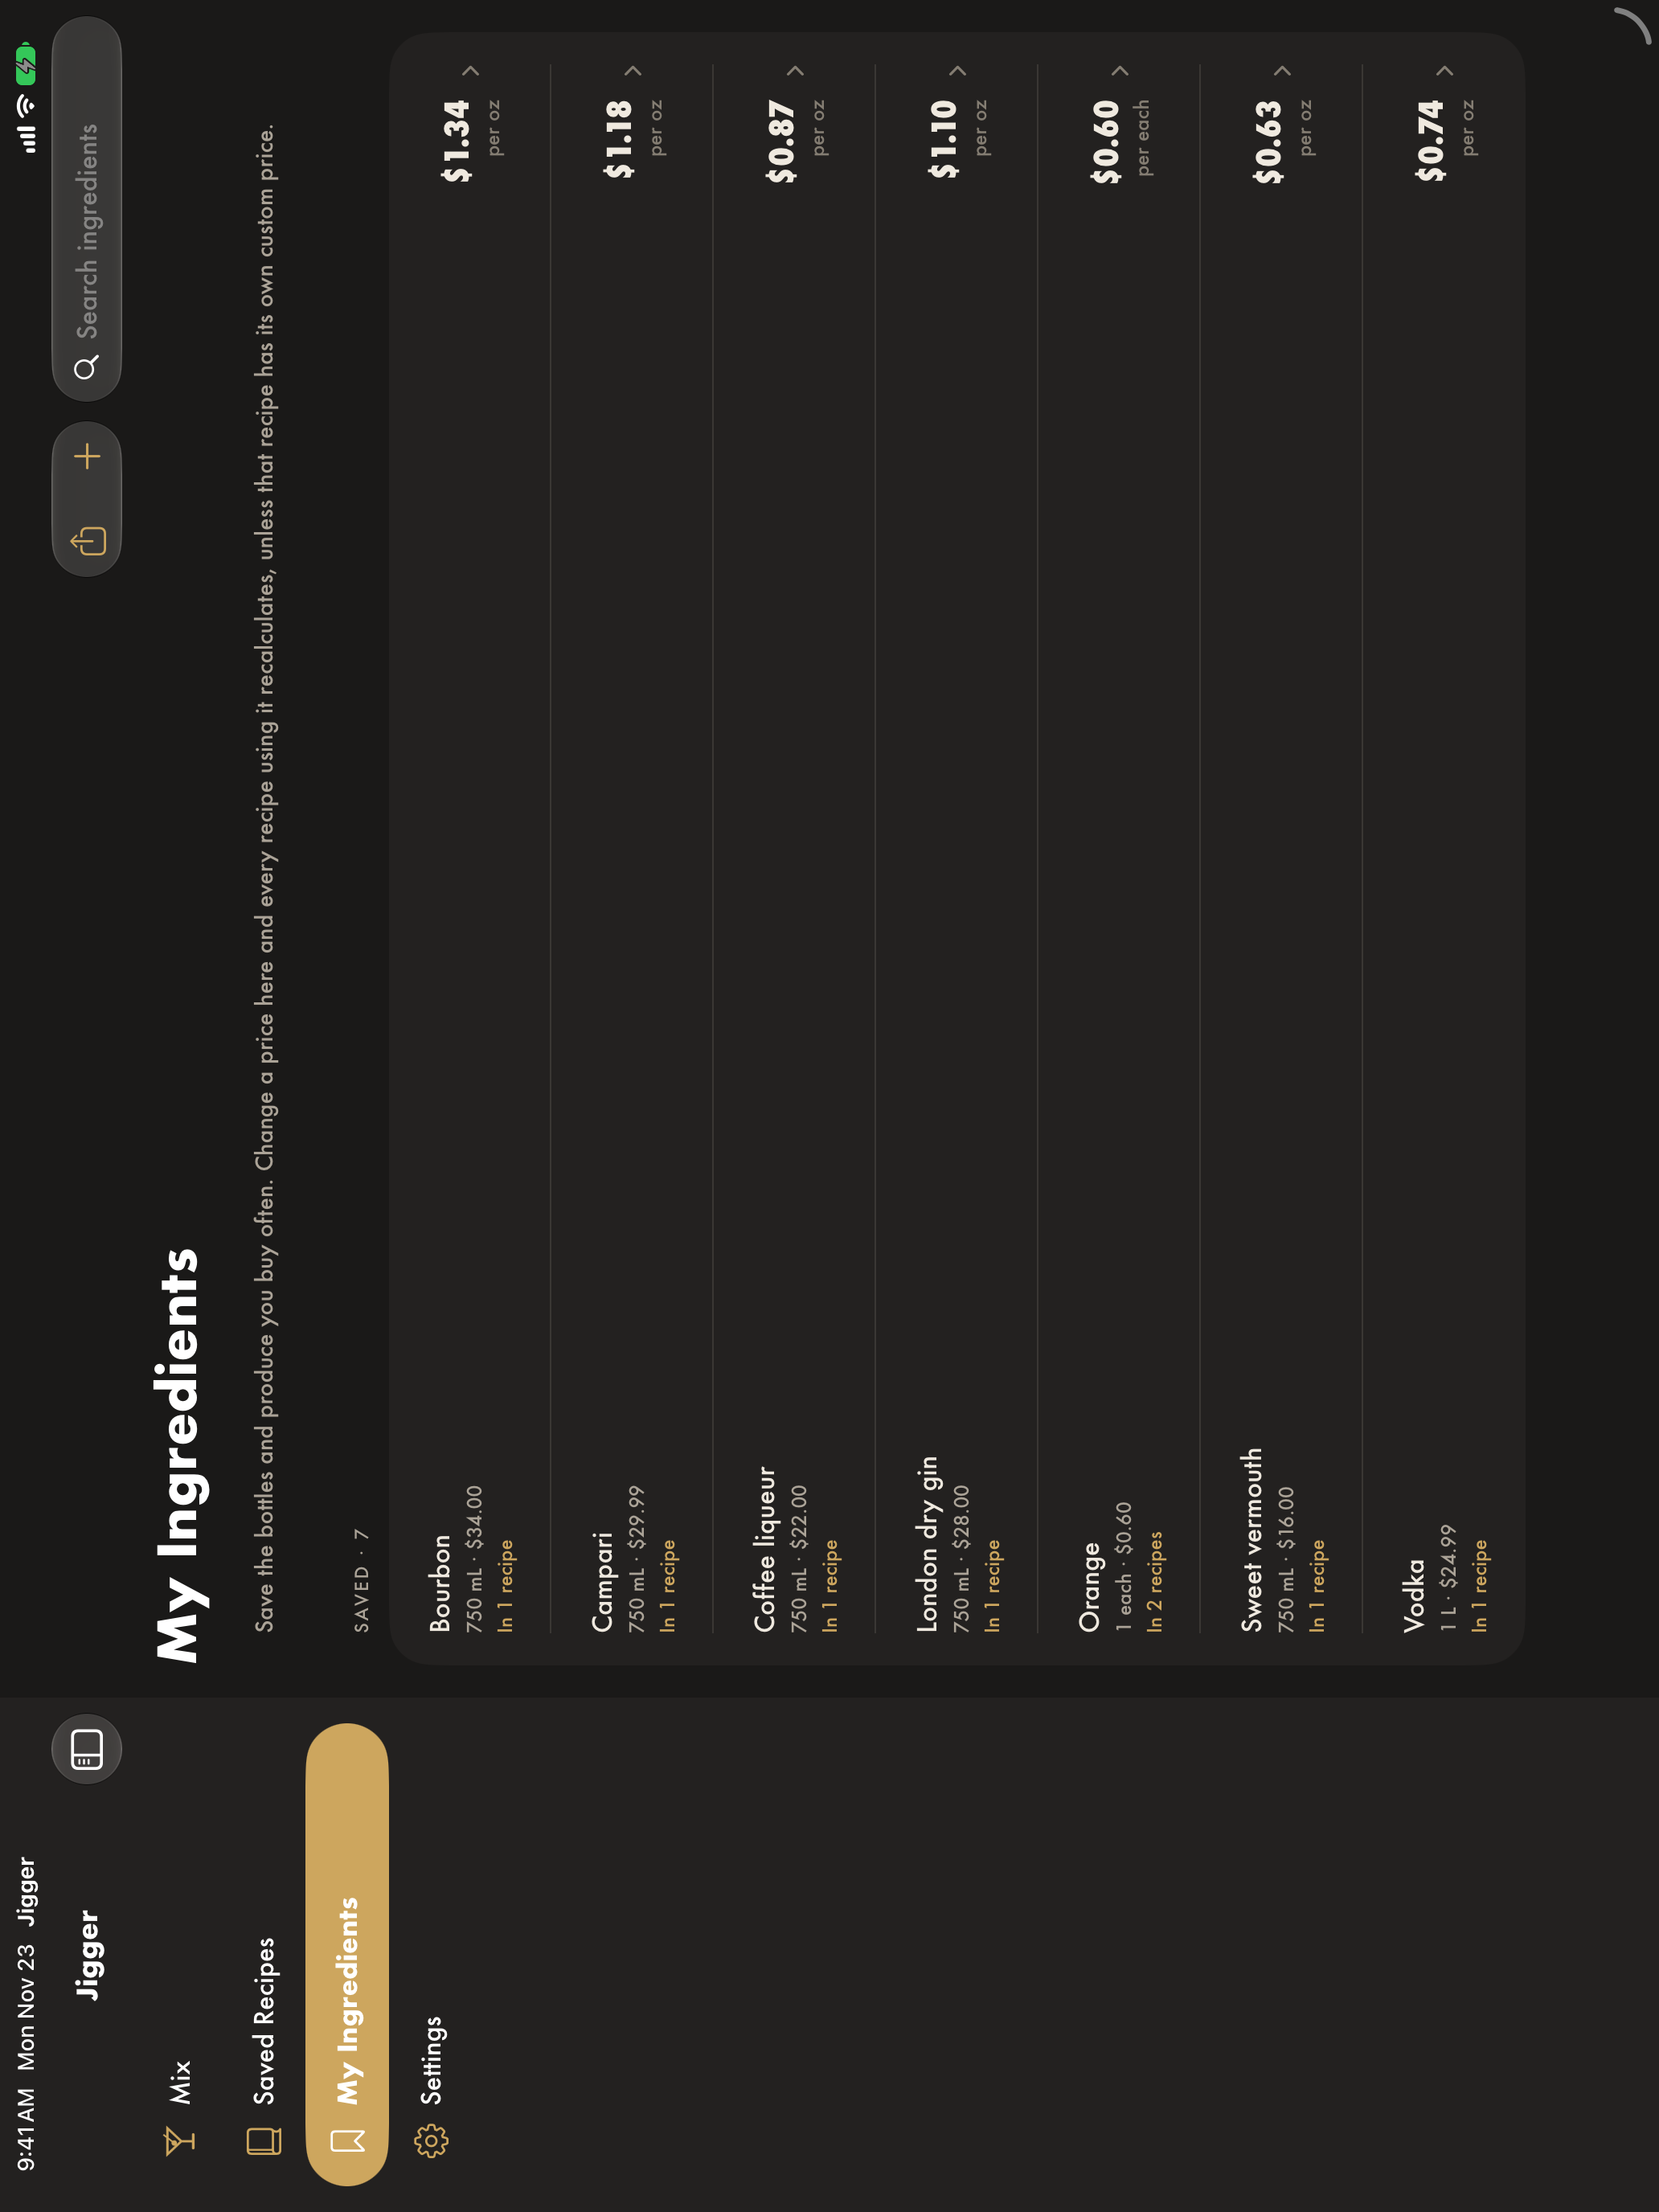 9:41 AM Mon Nov 23 Jigger
Jigger
Mix
Saved Recipes
My Ingredients
Settings
Search ingredients
My Ingredients
Save the bottles and produce you buy often. Change a price here and every recipe using it recalculates, unless that recipe has its own custom price.
SAVED · 7
Bourbon
750 mL · $34.00
In 1 recipe
$1.34
per oz
Campari
750 mL · $29.99
In 1 recipe
$1.18
per oz
Coffee liqueur
750 mL · $22.00
In 1 recipe
$0.87
per oz
London dry gin
750 mL · $28.00
In 1 recipe
$1.10
per oz
Orange
1 each · $0.60
In 2 recipes
$0.60
per each
Sweet vermouth
750 mL · $16.00
In 1 recipe
$0.63
per oz
Vodka
1 L · $24.99
In 1 recipe
$0.74
per oz